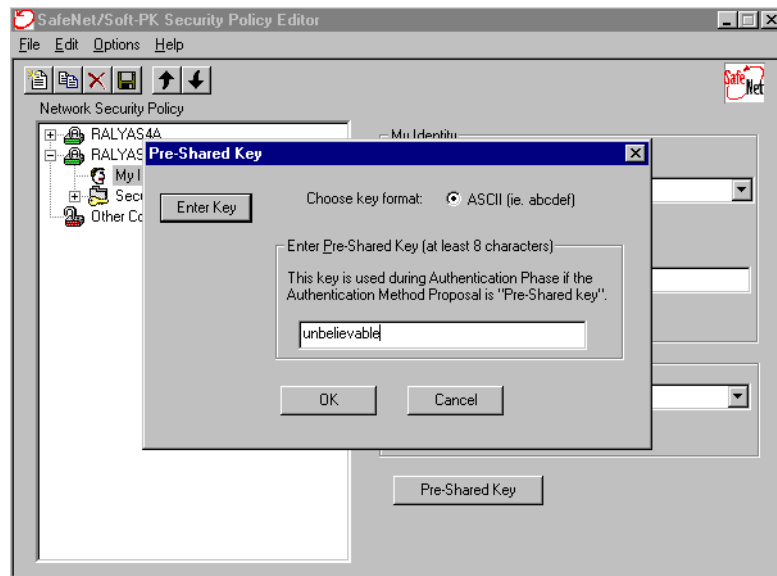 SafeNet/Soft-PK Security Policy Editor
File Edit Options Help
Safe Net
Network Security Policy
RALYAS4A
My Identity
RALYAS
Pre-Shared Key
My I
Secu
Other Co
Enter Key
Choose key format:
ASCII (ie. abcdef)
Enter Pre-Shared Key (at least 8 characters)
This key is used during Authentication Phase if the
Authentication Method Proposal is "Pre-Shared key".
unbelievable
OK
Cancel
Pre-Shared Key